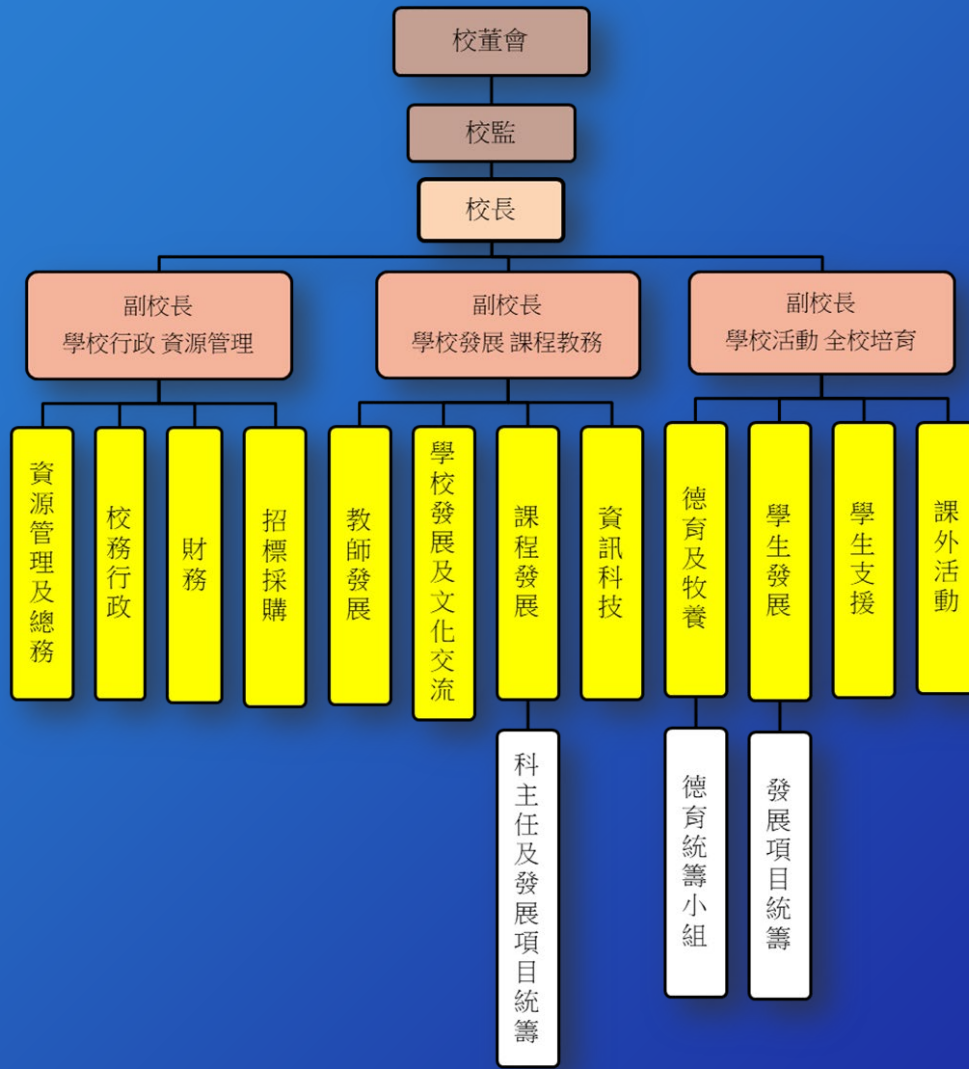 校董會
校監
校長
副校長
學校行政 資源管理
副校長
學校發展 課程教務
副校長
學校活動 全校培育
資源管理及總務
校務行政
財務
招標採購
教師發展
學校發展及文化交流
課程發展
資訊科技
德育及牧養
學生發展
學生支援
課外活動
科主任及發展項目統籌
德育統籌小組
發展項目統籌